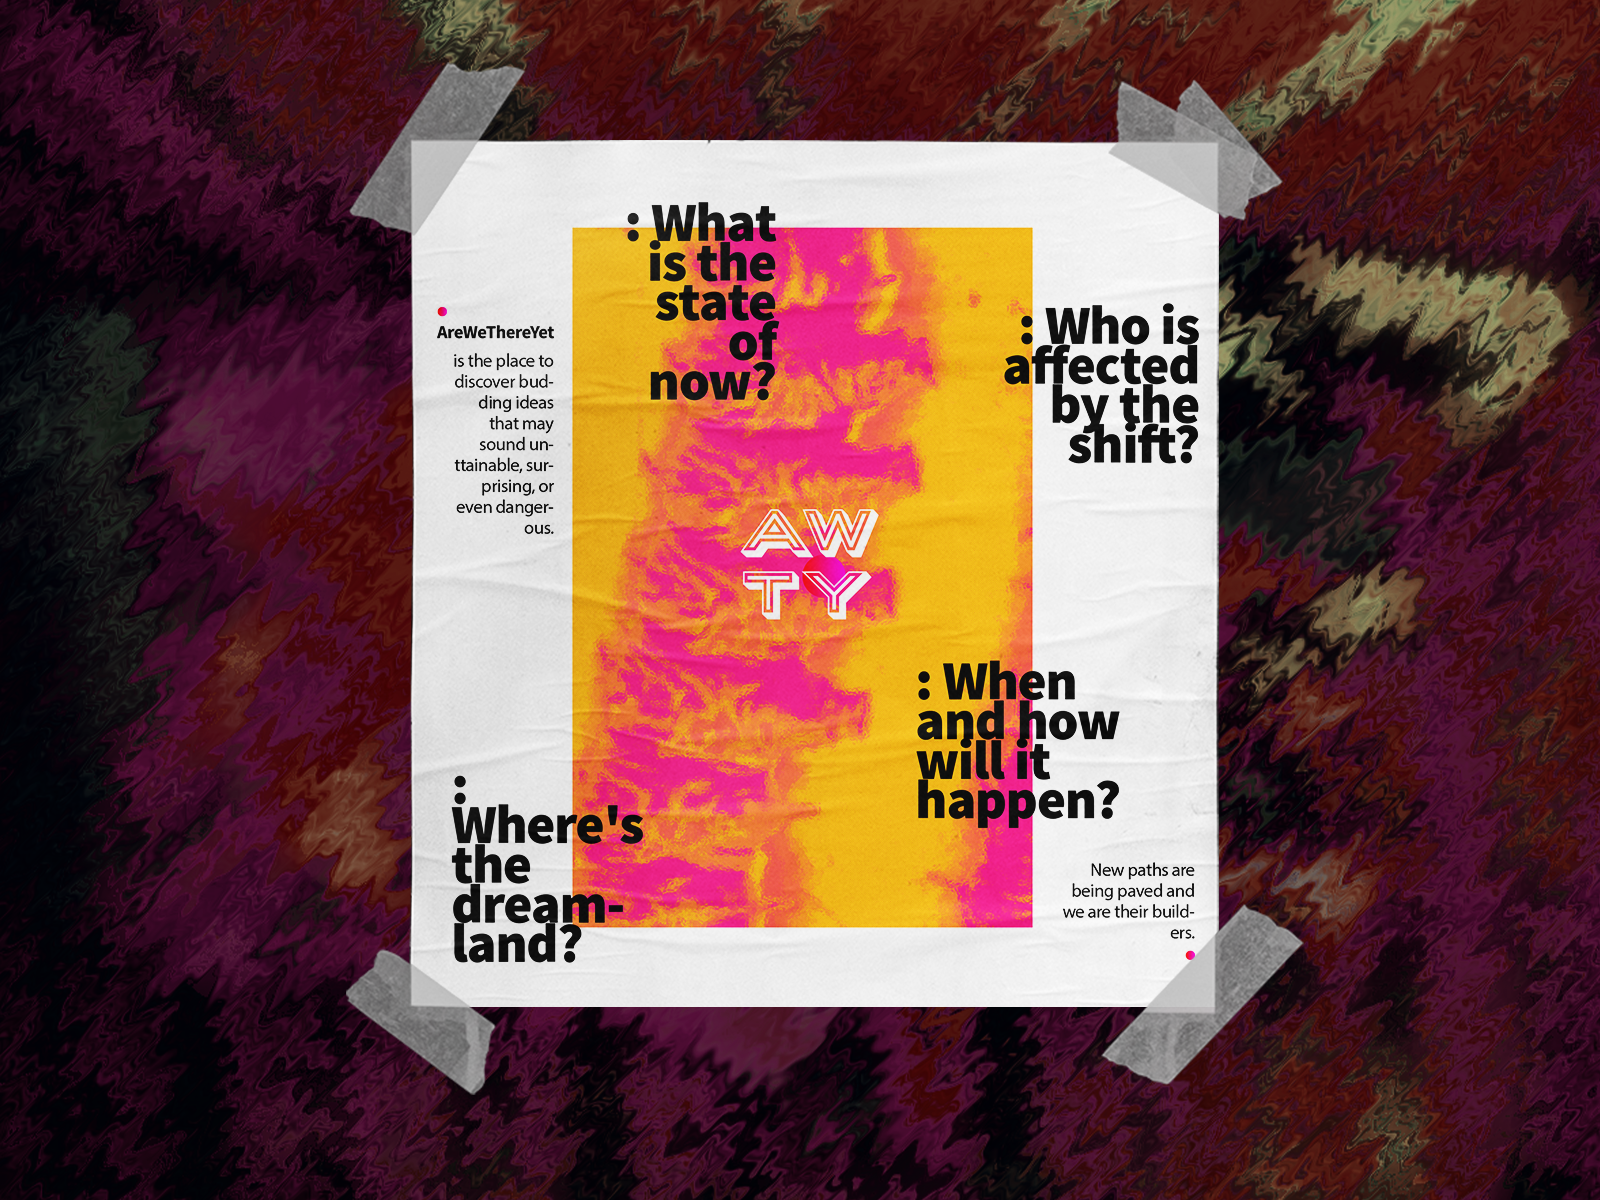 : What
is the
state
of
now?
: Who is
affected
by the
shift?
AreWeThereYet
is the place to
discover bud-
ding ideas
that may
sound un-
ttainable, sur-
prising, or
even danger-
ous.
AW
TY
: When
and how
will it
happen?
:
Where's
the
dream-
land?
New paths are
being paved and
we are their build-
ers.